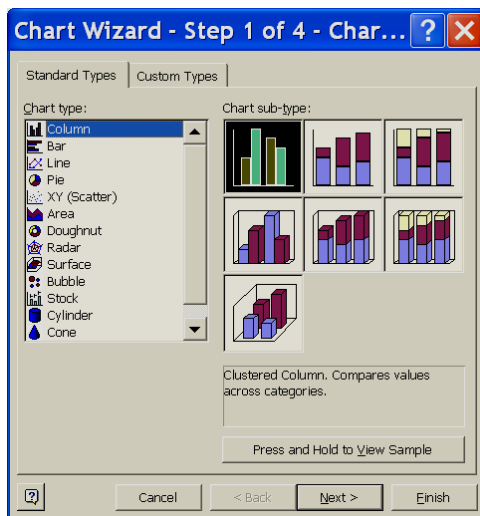 Chart Wizard - Step 1 of 4 - Char... ?
Standard Types Custom Types
Chart type:
Column
Bar
Line
Pie
XY (Scatter)
Area
Doughnut
Radar
Surface
Bubble
Stock
Cylinder
Cone
Chart sub-type:
Clustered Column. Compares values
across categories.
Press and Hold to View Sample
? Cancel < Back Next > Finish